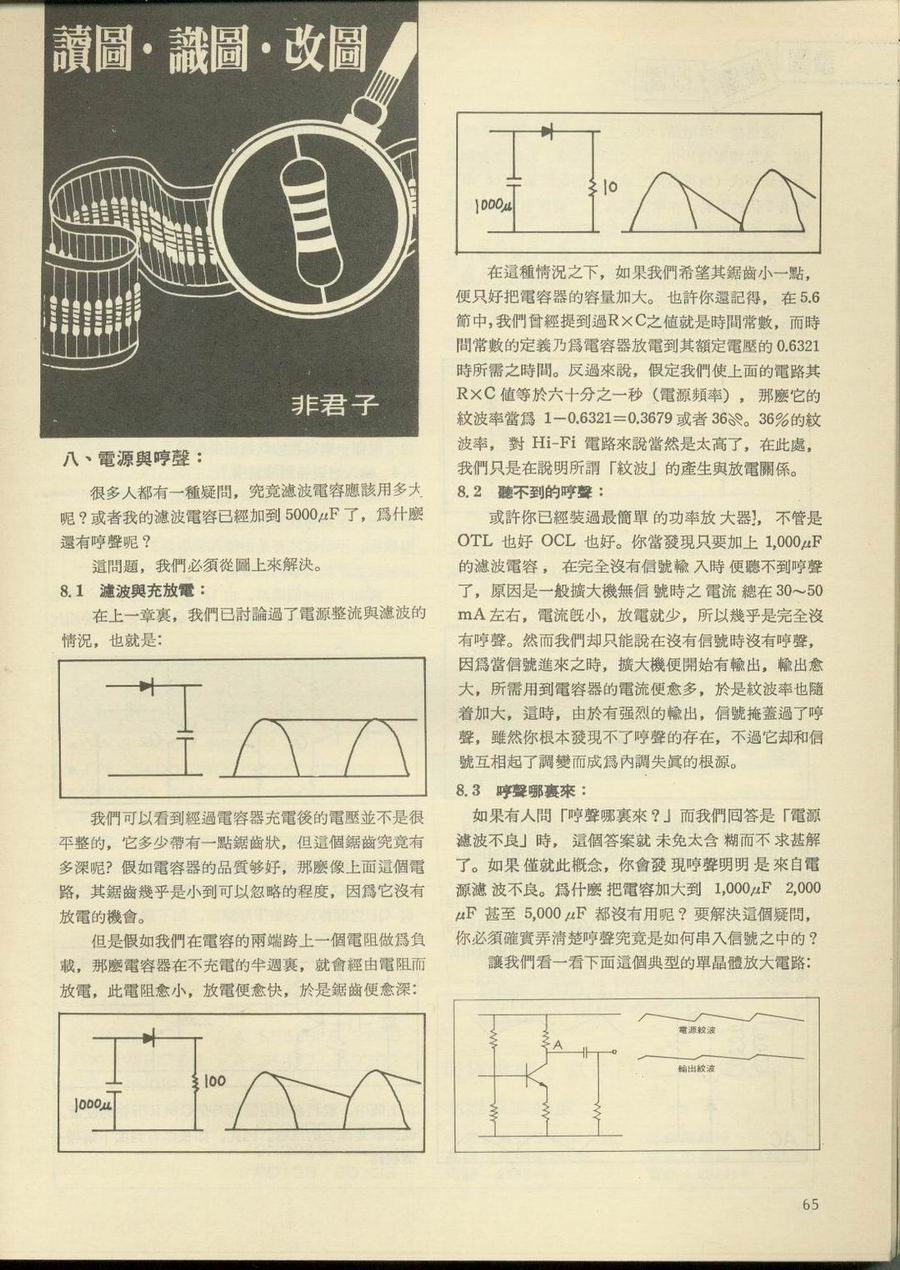 讀圖・識圖・改圖
非君子
八、電源與哼聲：
很多人都有一種疑問，究竟濾波電容應該用多大
呢？或者我的濾波電容已經加到 5000μF 了，爲什麽
還有哼聲呢？
這問題，我們必須從圖上來解決。
8.1 濾波與充放電：
在上一章裏，我們已討論過了電源整流與濾波的
情況，也就是：
我們可以看到經過電容器充電後的電壓並不是很
平整的，它多少帶有一點鋸齒狀，但這個鋸齒究竟有
多深呢？假如電容器的品質够好，那麽像上面這個電
路，其鋸齒幾乎是小到可以忽略的程度，因爲它沒有
放電的機會。
但是假如我們在電容的兩端跨上一個電阻做爲負
載，那麽電容器在不充電的半週裏，就會經由電阻而
放電，此電阻愈小，放電便愈快，於是鋸齒便愈深：
1000μ
100
1000μ
10
在這種情況之下，如果我們希望其鋸齒小一點，
便只好把電容器的容量加大。也許你還記得，在 5.6
節中，我們曾經提到過R×C之值就是時間常數，而時
間常數的定義乃爲電容器放電到其額定電壓的 0.6321
時所需之時間。反過來說，假定我們使上面的電路其
R×C 值等於六十分之一秒（電源頻率），那麽它的
紋波率當爲 1－0.6321＝0.3679 或者 36%。36%的紋
波率，對 Hi-Fi 電路來說當然是太高了，在此處，
我們只是在說明所謂「紋波」的產生與放電關係。
8.2 聽不到的哼聲：
或許你已經裝過最簡單的功率放大器］，不管是
OTL 也好 OCL 也好。你當發現只要加上 1,000μF
的濾波電容，在完全沒有信號輸入時便聽不到哼聲
了，原因是一般擴大機無信號時之電流總在 30～50
mA 左右，電流旣小，放電就少，所以幾乎是完全沒
有哼聲。然而我們却只能說在沒有信號時沒有哼聲，
因爲當信號進來之時，擴大機便開始有輸出，輸出愈
大，所需用到電容器的電流便愈多，於是紋波率也隨
着加大，這時，由於有强烈的輸出，信號掩蓋過了哼
聲，雖然你根本發現不了哼聲的存在，不過它却和信
號互相起了調變而成爲內調失眞的根源。
8.3 哼聲哪裏來：
如果有人問「哼聲哪裏來？」而我們回答是「電源
濾波不良」時，這個答案就未免太含糊而不求甚解
了。如果僅就此概念，你會發現哼聲明明是來自電
源濾波不良。爲什麽把電容加大到 1,000μF 2,000
μF 甚至 5,000μF 都沒有用呢？要解決這個疑問，
你必須確實弄清楚哼聲究竟是如何串入信號之中的？
讓我們看一看下面這個典型的單晶體放大電路：
A
電源紋波
輸出紋波
65